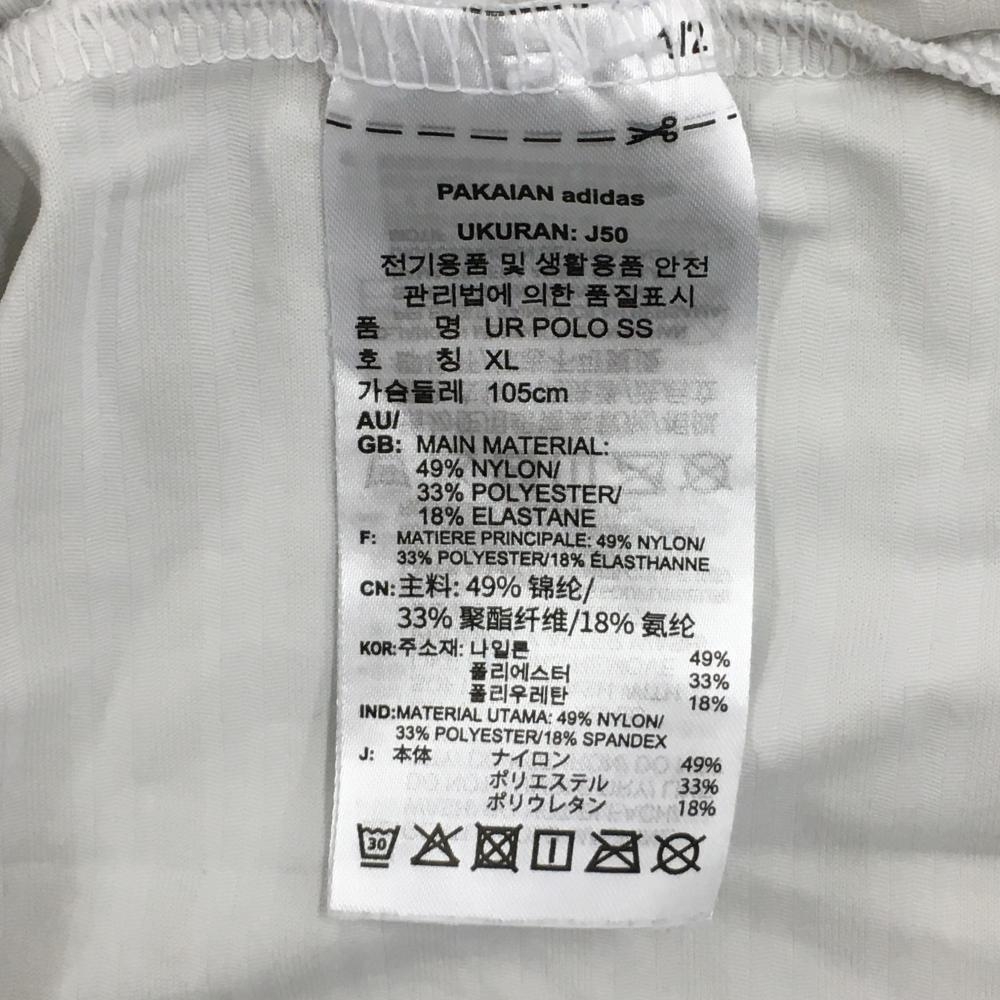 1/2.
PAKAIAN adidas
UKURAN: J50
전기용품 및 생활용품 안전
관리법에 의한 품질표시
품 명 UR POLO SS
호 칭 XL
가슴둘레 105cm
AU/
GB: MAIN MATERIAL:
49% NYLON/
33% POLYESTER/
18% ELASTANE
F: MATIERE PRINCIPALE: 49% NYLON/
33% POLYESTER/18% ÉLASTHANNE
CN:主料: 49% 锦纶/
33% 聚酯纤维/18% 氨纶
KOR:주소재: 나일론 49%
폴리에스터 33%
폴리우레탄 18%
IND:MATERIAL UTAMA: 49% NYLON/
33% POLYESTER/18% SPANDEX
J: 本体 ナイロン 49%
ポリエステル 33%
ポリウレタン 18%
30